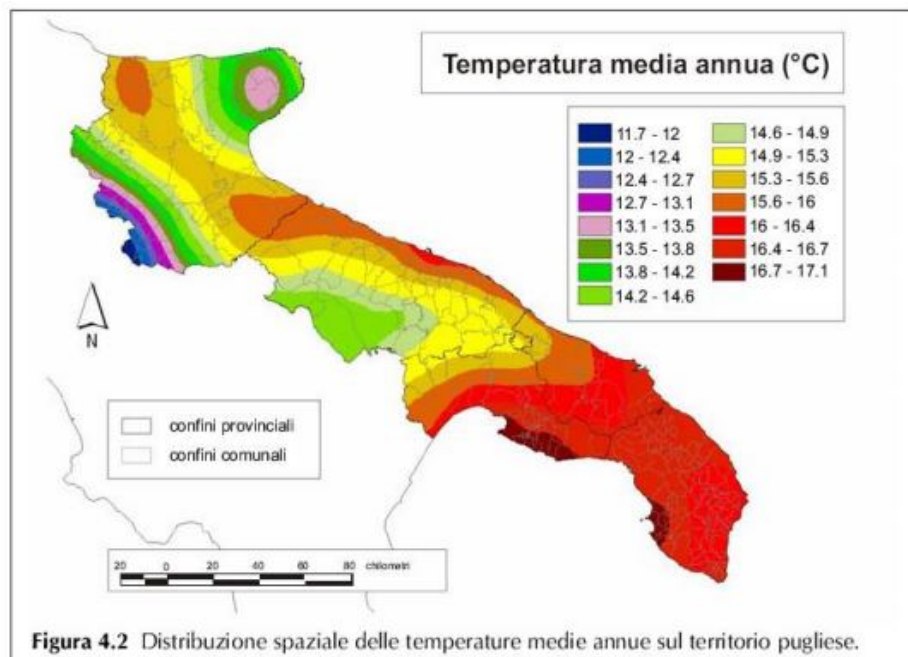 Temperatura media annua (°C)
11.7 - 12
12 - 12.4
12.4 - 12.7
12.7 - 13.1
13.1 - 13.5
13.5 - 13.8
13.8 - 14.2
14.2 - 14.6
14.6 - 14.9
14.9 - 15.3
15.3 - 15.6
15.6 - 16
16 - 16.4
16.4 - 16.7
16.7 - 17.1
N
confini provinciali
confini comunali
20 0 20 40 60 80 chilometri
Figura 4.2 Distribuzione spaziale delle temperature medie annue sul territorio pugliese.